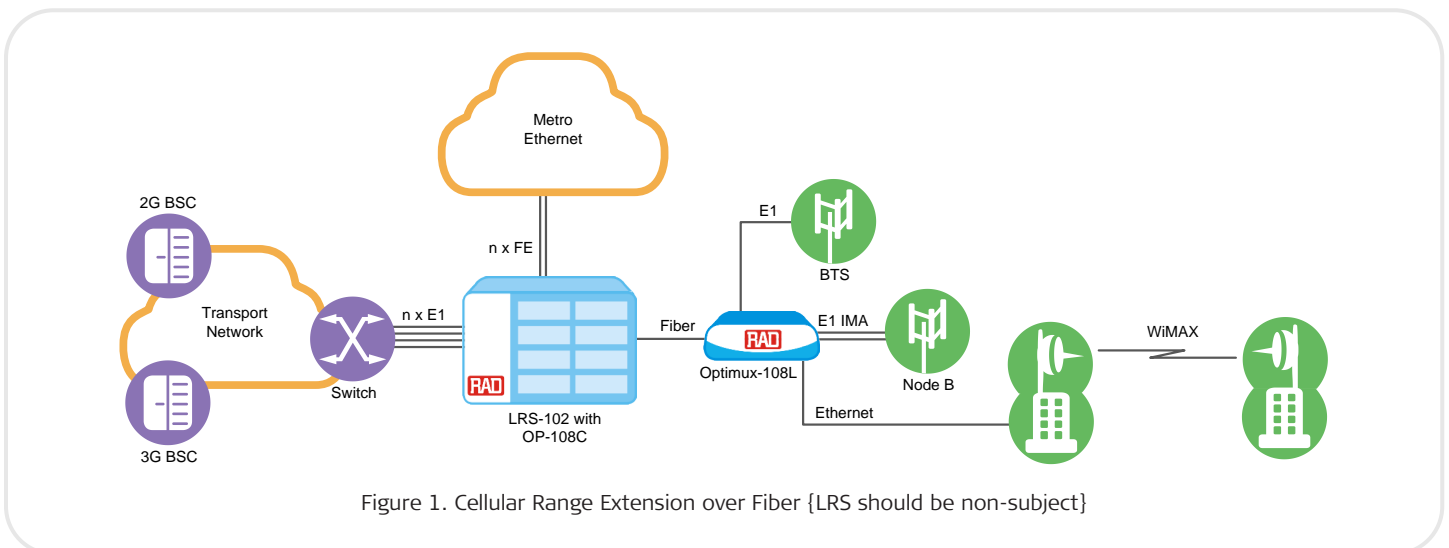 Metro
Ethernet
2G BSC
n x FE
E1
BTS
Transport
Network
n x E1
Switch
3G BSC
RAD
LRS-102 with
OP-108C
Fiber
RAD
Optimux-108L
E1 IMA
Node B
Ethernet
WiMAX
Figure 1. Cellular Range Extension over Fiber {LRS should be non-subject}